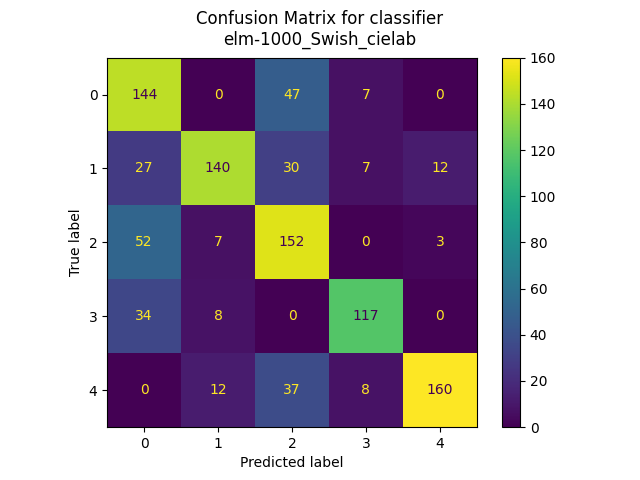 Confusion Matrix for classifier
elm-1000_Swish_cielab
True label
0 144 0 47 7 0
1 27 140 30 7 12
2 52 7 152 0 3
3 34 8 0 117 0
4 0 12 37 8 160
0 1 2 3 4
Predicted label
160
140
120
100
80
60
40
20
0